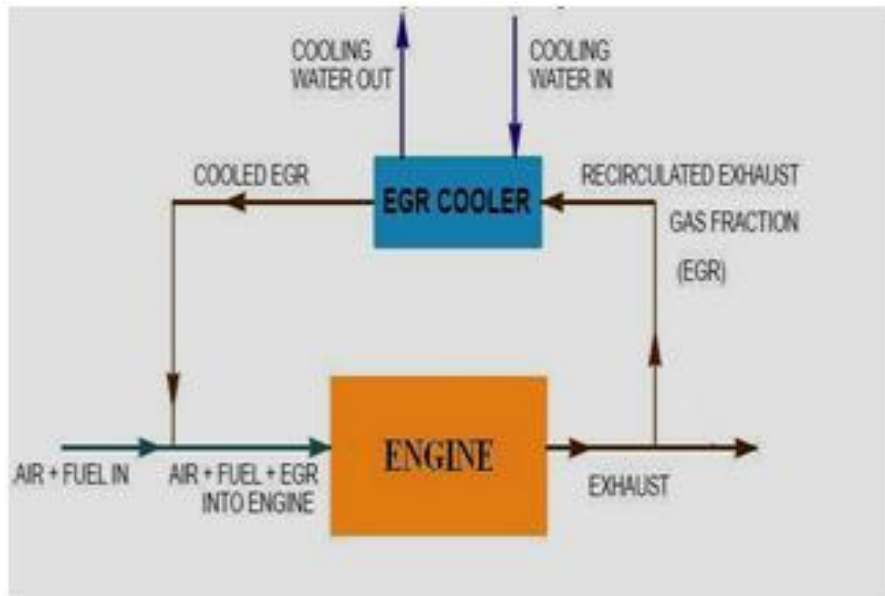 COOLING
WATER OUT
COOLING
WATER IN
COOLED EGR
EGR COOLER
RECIRCULATED EXHAUST
GAS FRACTION
(EGR)
ENGINE
AIR + FUEL IN
AIR + FUEL + EGR
INTO ENGINE
EXHAUST